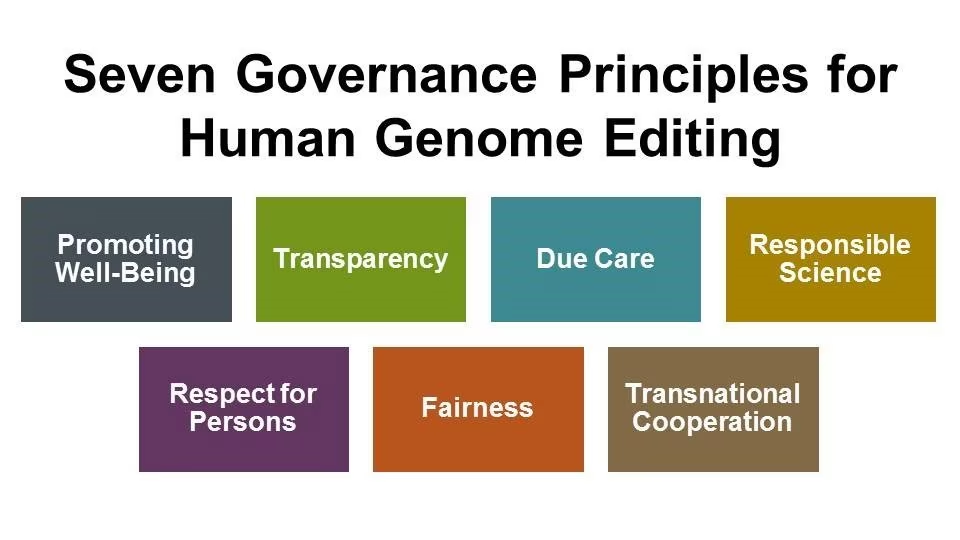 Seven Governance Principles for
Human Genome Editing
Promoting
Well-Being
Transparency
Due Care
Responsible
Science
Respect for
Persons
Fairness
Transnational
Cooperation